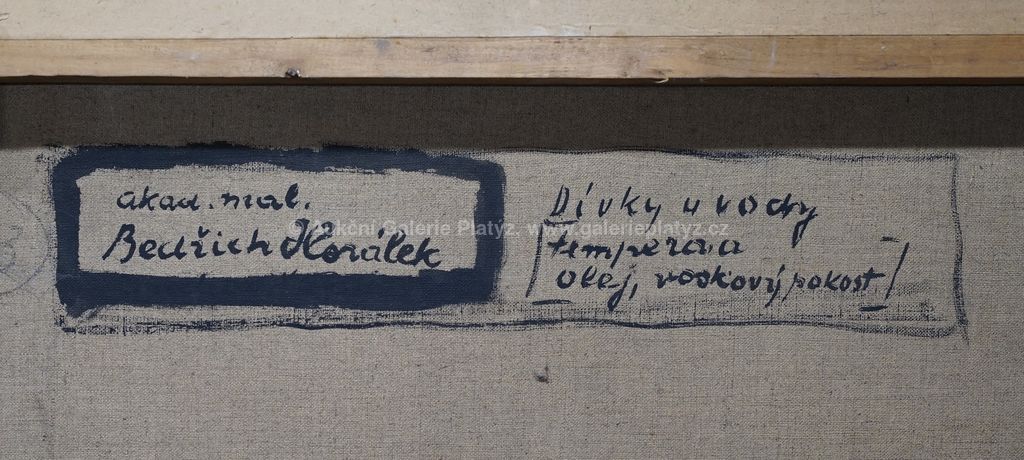 akad. mal.
Bedřich Horálek
Dívky u vody
tempera a
olej, voskový pokost
© Aukční Galerie Platýz. www.galerieplatyz.cz